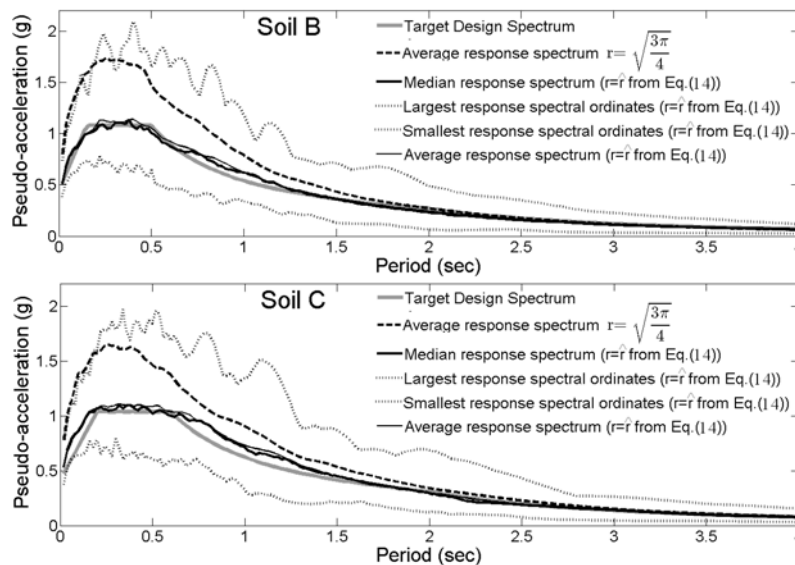 Soil B
Target Design Spectrum
Average response spectrum r= √(3π/4)
Median response spectrum (r=r̂ from Eq.(14))
Largest response spectral ordinates (r=r̂ from Eq.(14))
Smallest response spectral ordinates (r=r̂ from Eq.(14))
Average response spectrum (r=r̂ from Eq.(14))
Pseudo-acceleration (g)
2
1.5
1
0.5
0
0 0.5 1 1.5 2 2.5 3 3.5
Period (sec)
Soil C
Target Design Spectrum
Average response spectrum r= √(3π/4)
Median response spectrum (r=r̂ from Eq.(14))
Largest response spectral ordinates (r=r̂ from Eq.(14))
Smallest response spectral ordinates (r=r̂ from Eq.(14))
Average response spectrum (r=r̂ from Eq.(14))
Pseudo-acceleration (g)
2
1.5
1
0.5
0
0 0.5 1 1.5 2 2.5 3 3.5
Period (sec)